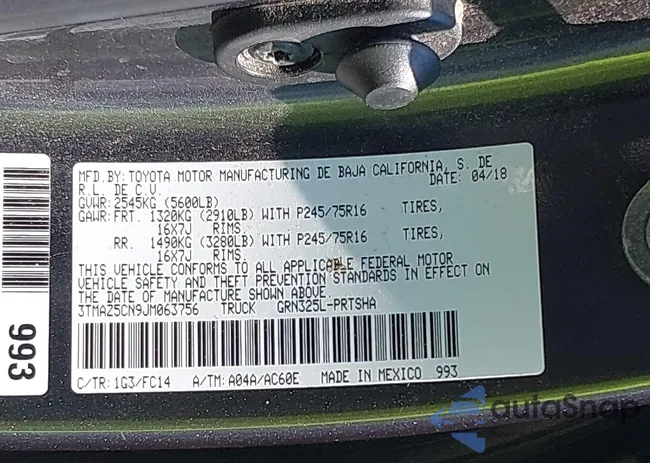 MFD. BY: TOYOTA MOTOR MANUFACTURING DE BAJA CALIFORNIA, S. DE
R.L. DE C.V. DATE: 04/18
GVWR: 2545KG (5600LB)
GAWR: FRT. 1320KG (2910LB) WITH P245/75R16 TIRES,
16X7J RIMS.
RR. 1490KG (3280LB) WITH P245/75R16 TIRES,
16X7J RIMS.
THIS VEHICLE CONFORMS TO ALL APPLICABLE FEDERAL MOTOR
VEHICLE SAFETY AND THEFT PREVENTION STANDARDS IN EFFECT ON
THE DATE OF MANUFACTURE SHOWN ABOVE.
3TMAZ5CN9JM063756 TRUCK GRN325L-PRTSHA
C/TR: 1G3/FC14 A/TM: A04A/AC60E MADE IN MEXICO 993
993
autoSnap